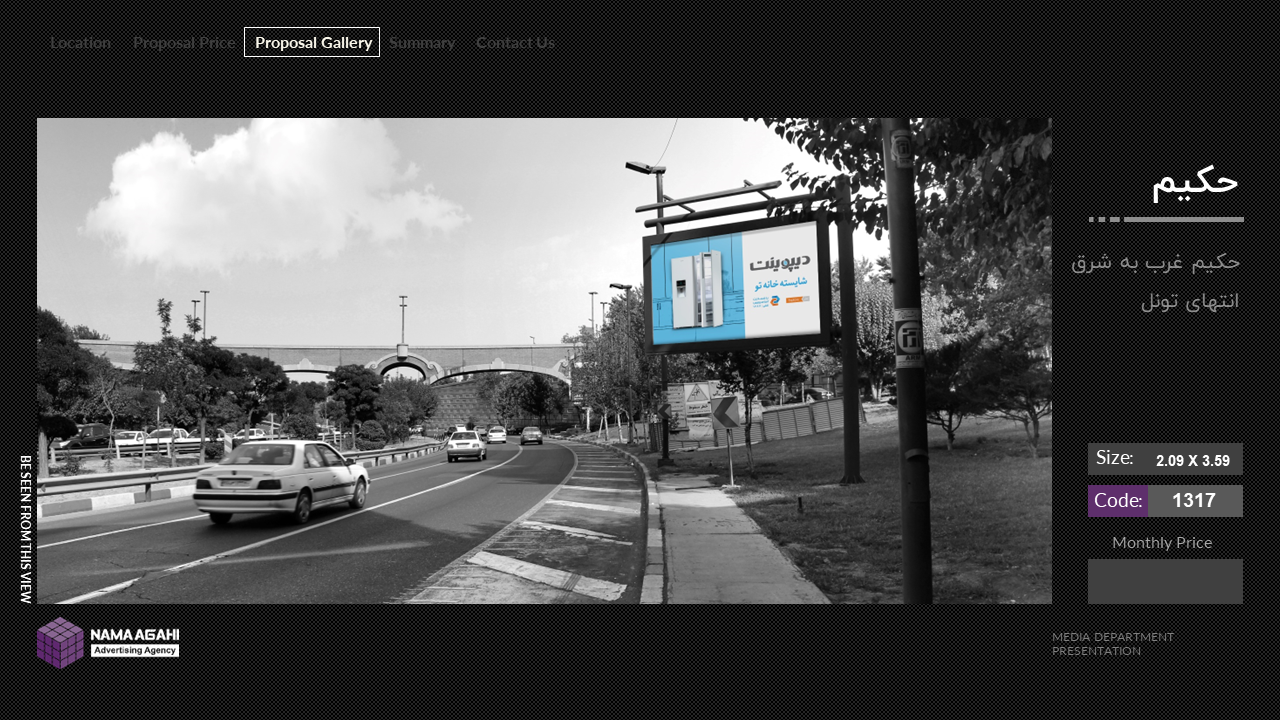 Location Proposal Price Proposal Gallery Summary Contact Us
حکیم
حکیم غرب به شرق
انتهای تونل
دیپوینت
شایسته خانه تو
Size: 2.09 X 3.59
Code: 1317
Monthly Price
BE SEEN FROM THIS VIEW
NAMA AGAHI
Advertising Agency
MEDIA DEPARTMENT
PRESENTATION